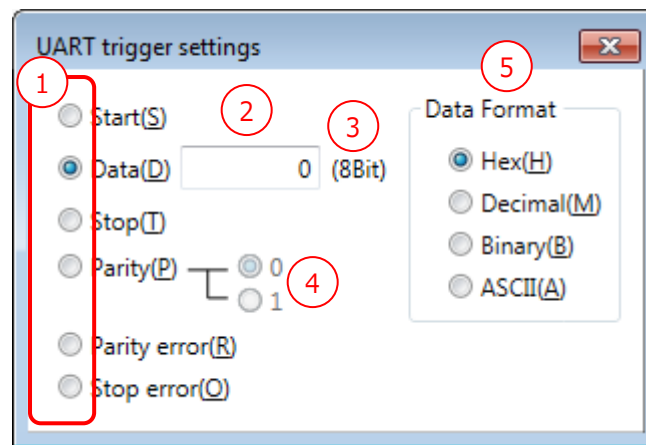 UART trigger settings
1
2
3
5
Start(S)
Data(D) 0 (8Bit)
Stop(T)
Parity(P) 0
1
4
Parity error(R)
Stop error(O)
Data Format
Hex(H)
Decimal(M)
Binary(B)
ASCII(A)